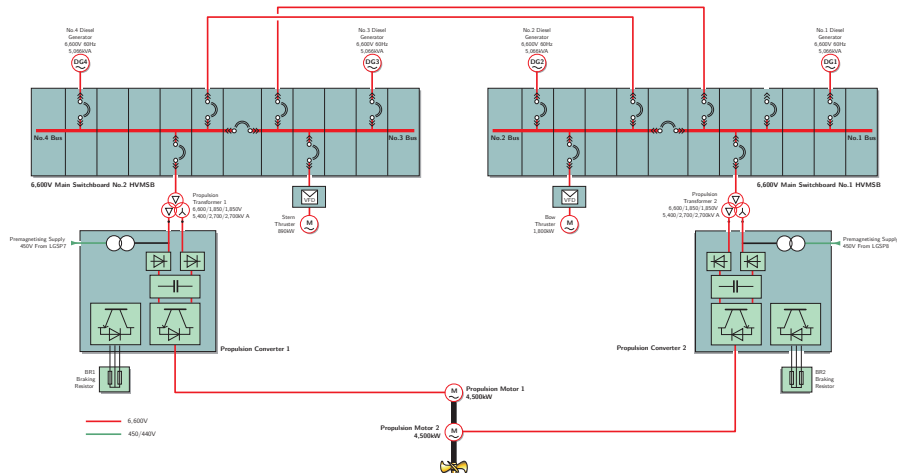 No.4 Diesel
Generator
6,600V 60Hz
5,066kVA
DG4
No.3 Diesel
Generator
6,600V 60Hz
5,066kVA
DG3
No.2 Diesel
Generator
6,600V 60Hz
5,066kVA
DG2
No.1 Diesel
Generator
6,600V 60Hz
5,066kVA
DG1
No.4 Bus
No.3 Bus
No.2 Bus
No.1 Bus
6,600V Main Switchboard No.2 HVMSB
6,600V Main Switchboard No.1 HVMSB
Propulsion
Transformer 1
6,600/1,850/1,850V
5,400/2,700/2,700kV A
VFD
Stern
Thruster
890kW
M
VFD
Bow
Thruster
1,800kW
M
Propulsion
Transformer 2
6,600/1,850/1,850V
5,400/2,700/2,700kV A
Premagnetising Supply
450V From LGSP7
Premagnetising Supply
450V From LGSP8
Propulsion Converter 1
Propulsion Converter 2
BR1
Braking
Resistor
BR2
Braking
Resistor
M
Propulsion Motor 1
4,500kW
Propulsion Motor 2
4,500kW
M
6,600V
450/440V